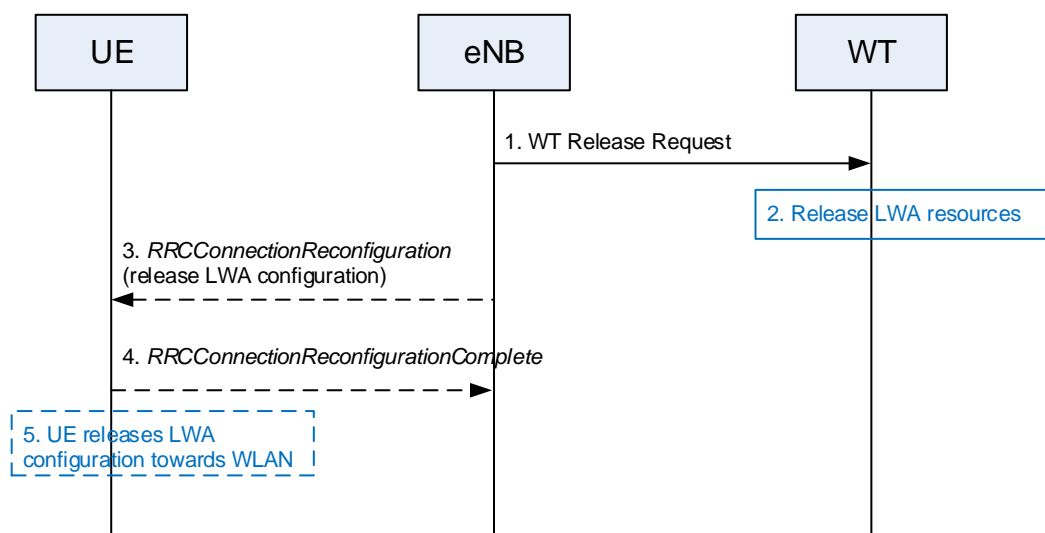 UE
eNB
WT
1. WT Release Request
2. Release LWA resources
3. RRCConnectionReconfiguration
(release LWA configuration)
4. RRCConnectionReconfigurationComplete
5. UE releases LWA
configuration towards WLAN